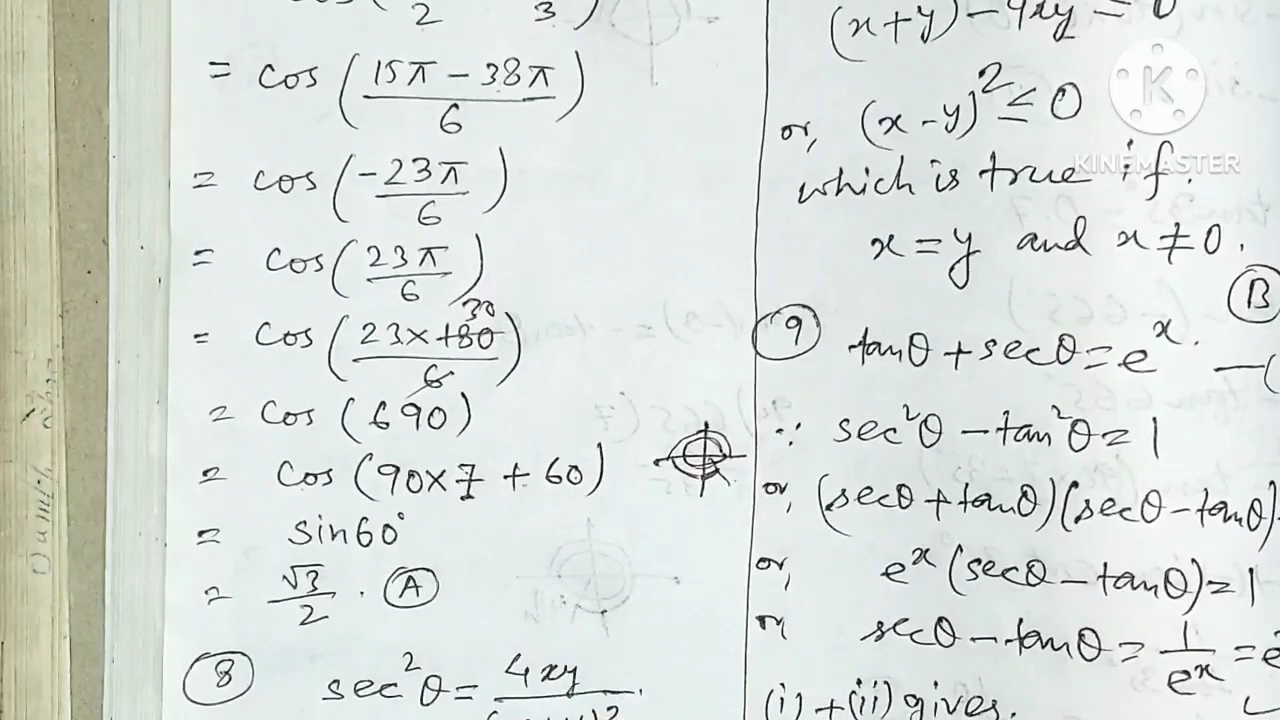 = cos (15π − 38π / 6)
= cos (−23π / 6)
= cos (23π / 6)
= cos (23 × 180 / 6) 30
= cos (690)
= cos (90×7 + 60)
= sin60°
= √3 / 2 . (A)
(8) sec²θ = 4xy
(x+y) − 4xy = 0
or, (x−y)² ≤ 0
which is true if.
x = y and x ≠ 0.
(B)
(9) tanθ + secθ = e^x. — (
∵ sec²θ − tan²θ = 1
or, (secθ + tanθ)(secθ − tanθ)
or, e^x (secθ − tanθ) = 1
or secθ − tanθ = 1 / e^x = e
(i) + (ii) gives.
K
KINEMASTER